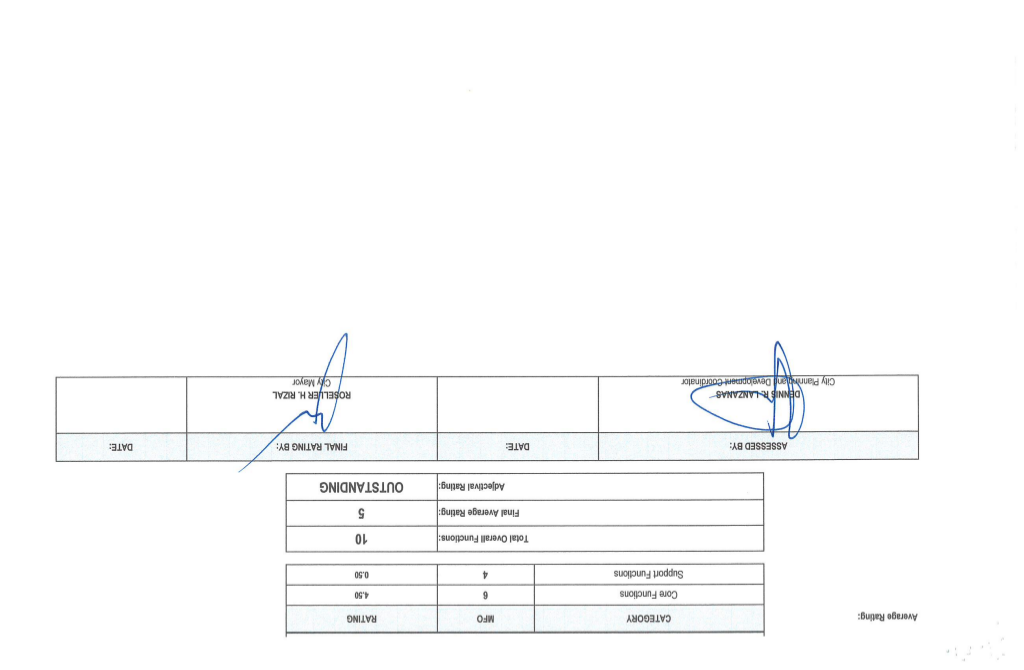 Average Rating:
CATEGORY MFO RATING
Core Functions 6 4.50
Support Functions 4 0.50
Total Overall Functions: 10
Final Average Rating: 5
Adjectival Rating: OUTSTANDING
ASSESSED BY: DATE: FINAL RATING BY: DATE:
DENNIS R. LANZANAS ROSELLER H. RIZAL
City Planning and Development Coordinator City Mayor